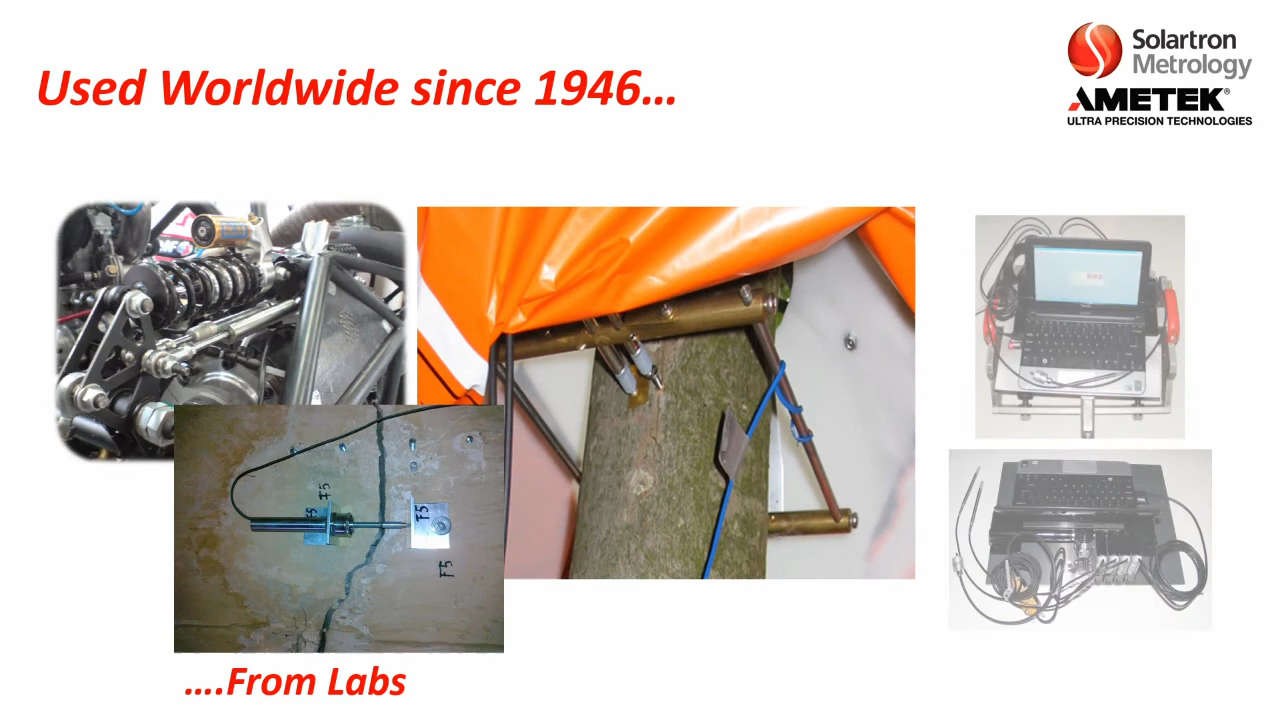 Used Worldwide since 1946…
Solartron
Metrology
AMETEK®
ULTRA PRECISION TECHNOLOGIES
F5
F5
F5
F5
….From Labs